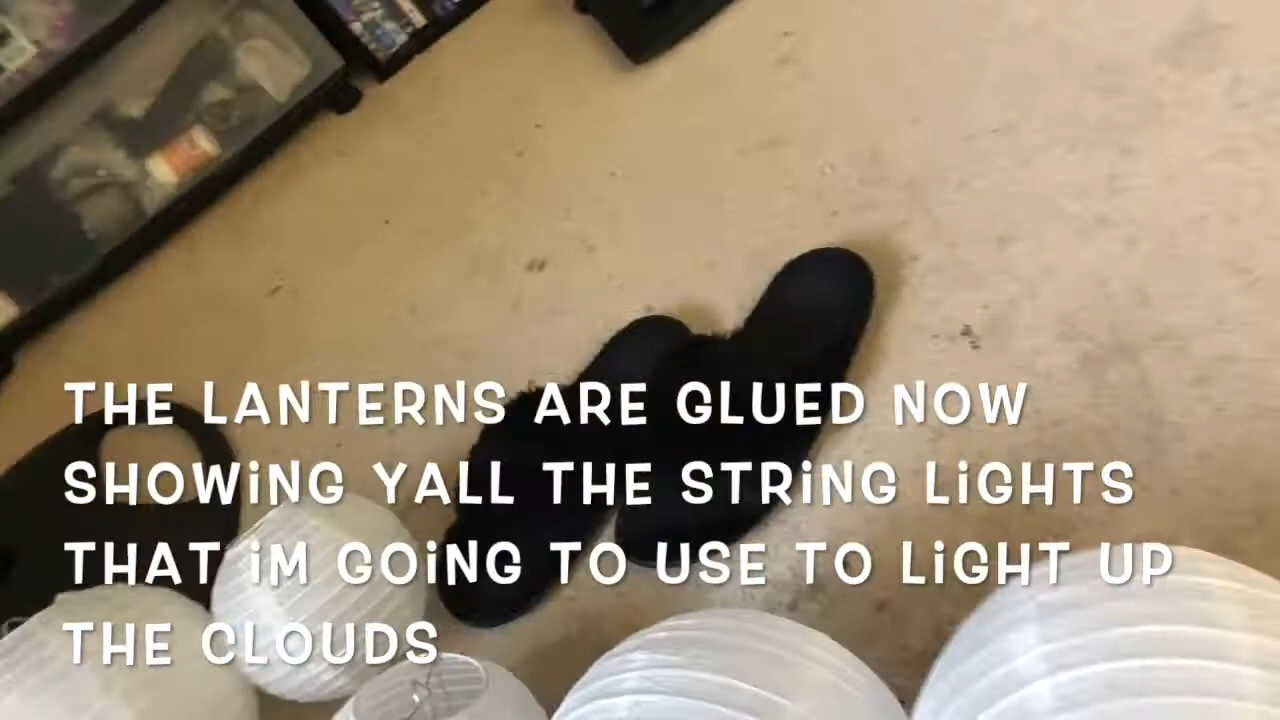 THE LANTERNS ARE GLUED NOW
SHOWiNG YALL THE STRiNG LiGHTS
THAT iM GOiNG TO USE TO LiGHT UP
THE CLOUDS